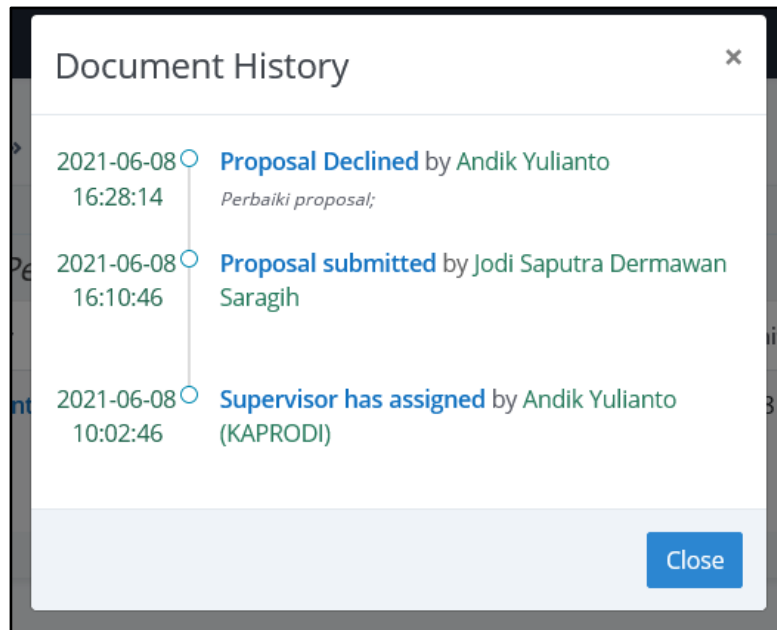 Document History
×
2021-06-08
16:28:14
Proposal Declined by Andik Yulianto
Perbaiki proposal;
2021-06-08
16:10:46
Proposal submitted by Jodi Saputra Dermawan
Saragih
2021-06-08
10:02:46
Supervisor has assigned by Andik Yulianto
(KAPRODI)
Close